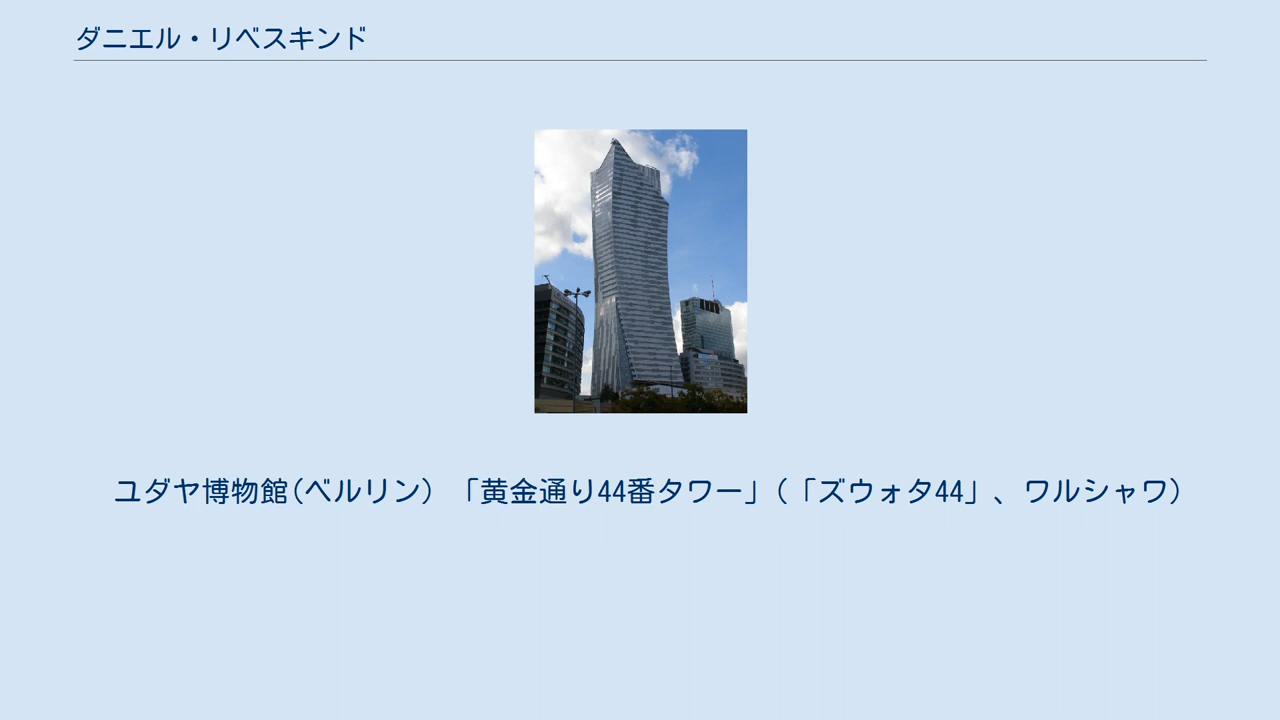 ダニエル・リベスキンド
ユダヤ博物館(ベルリン) 「黄金通り44番タワー」(「ズウォタ44」、ワルシャワ)